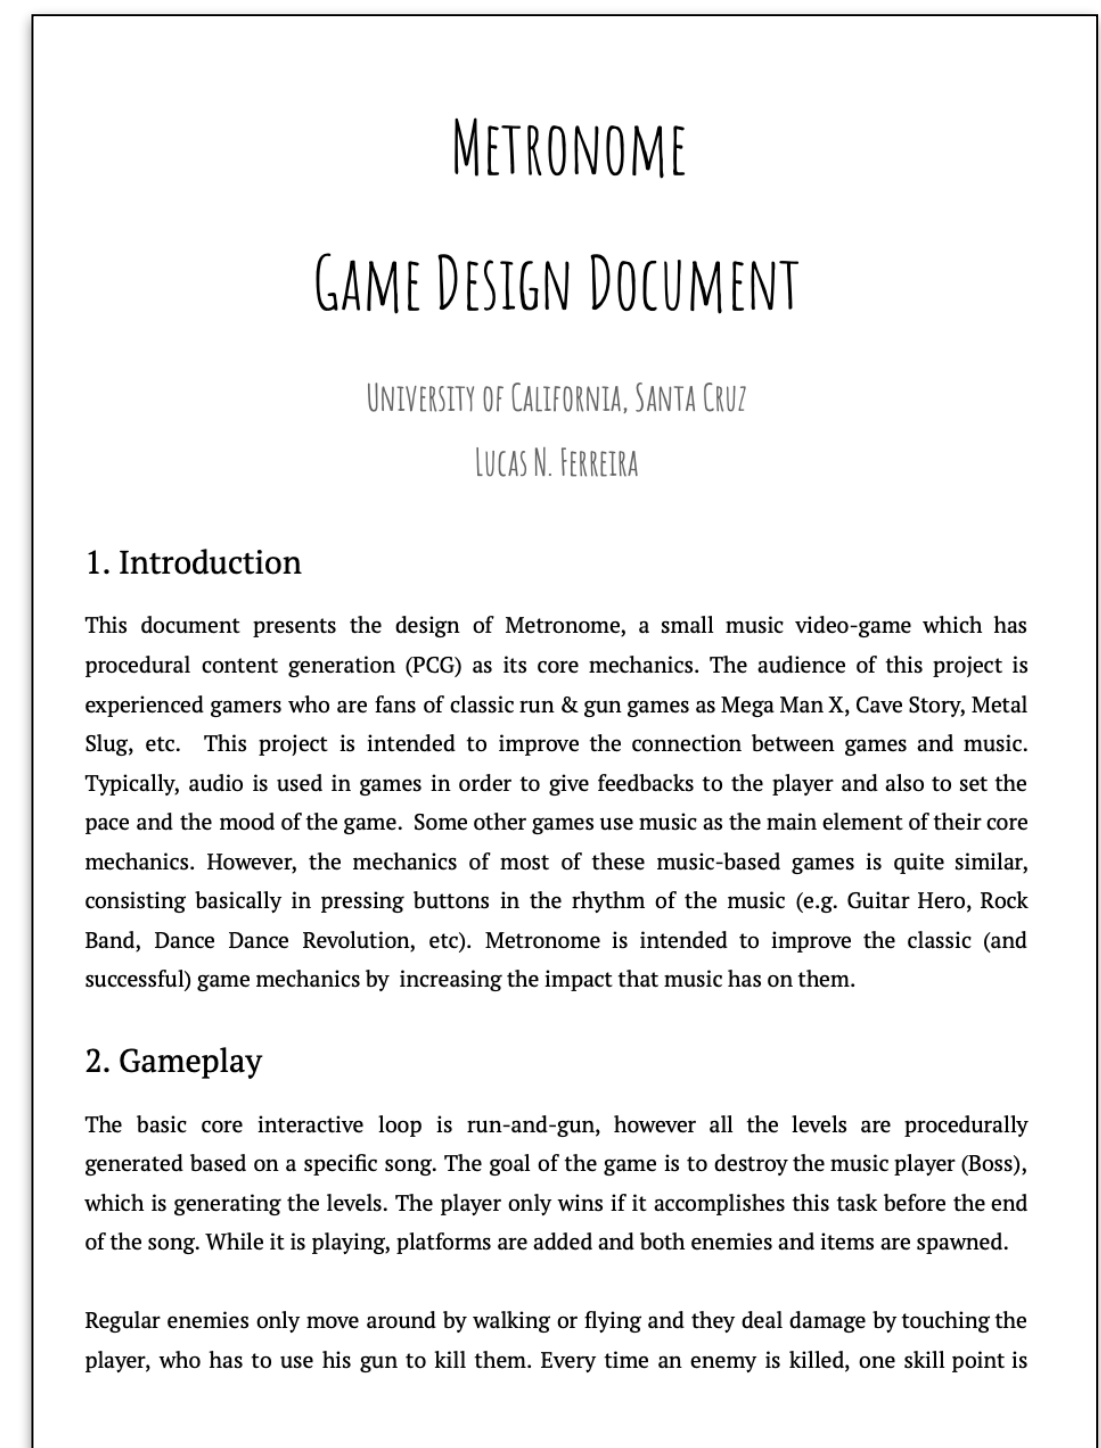 Metronome
Game Design Document
University of California, Santa Cruz
Lucas N. Ferreira
1. Introduction
This document presents the design of Metronome, a small music video-game which has
procedural content generation (PCG) as its core mechanics. The audience of this project is
experienced gamers who are fans of classic run & gun games as Mega Man X, Cave Story, Metal
Slug, etc. This project is intended to improve the connection between games and music.
Typically, audio is used in games in order to give feedbacks to the player and also to set the
pace and the mood of the game. Some other games use music as the main element of their core
mechanics. However, the mechanics of most of these music-based games is quite similar,
consisting basically in pressing buttons in the rhythm of the music (e.g. Guitar Hero, Rock
Band, Dance Dance Revolution, etc). Metronome is intended to improve the classic (and
successful) game mechanics by increasing the impact that music has on them.
2. Gameplay
The basic core interactive loop is run-and-gun, however all the levels are procedurally
generated based on a specific song. The goal of the game is to destroy the music player (Boss),
which is generating the levels. The player only wins if it accomplishes this task before the end
of the song. While it is playing, platforms are added and both enemies and items are spawned.
Regular enemies only move around by walking or flying and they deal damage by touching the
player, who has to use his gun to kill them. Every time an enemy is killed, one skill point is